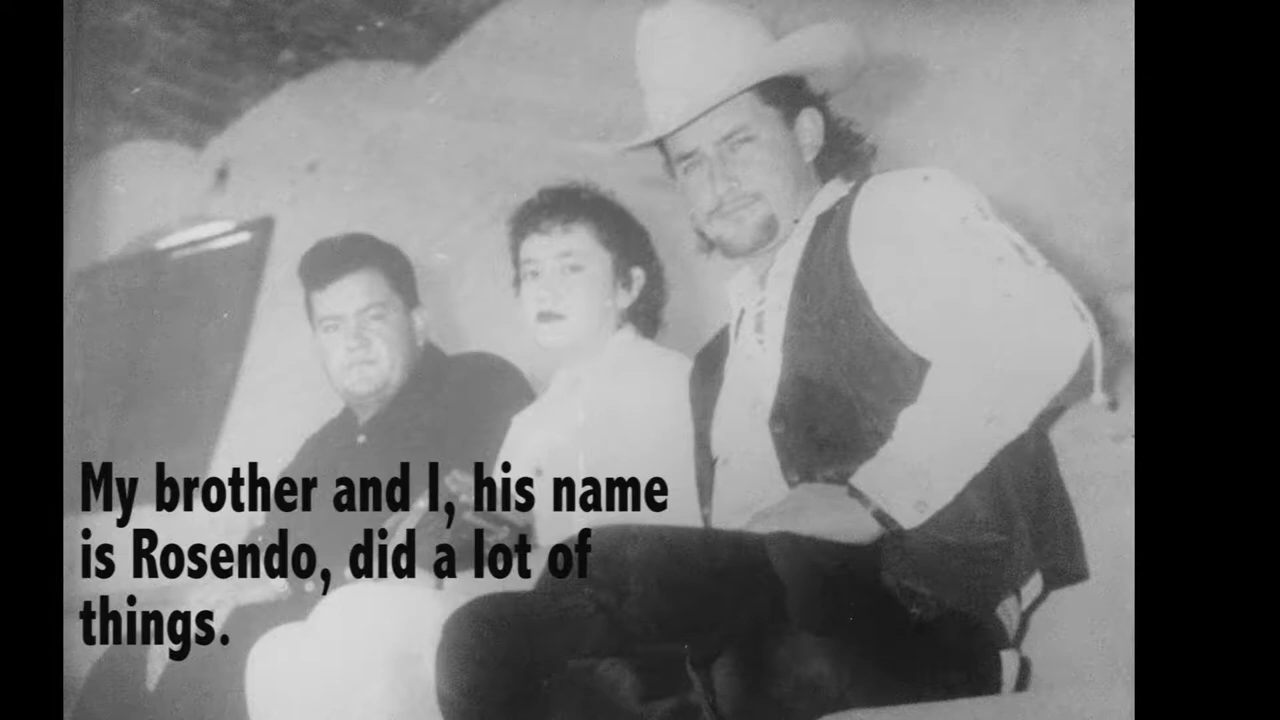 My brother and I, his name
is Rosendo, did a lot of
things.